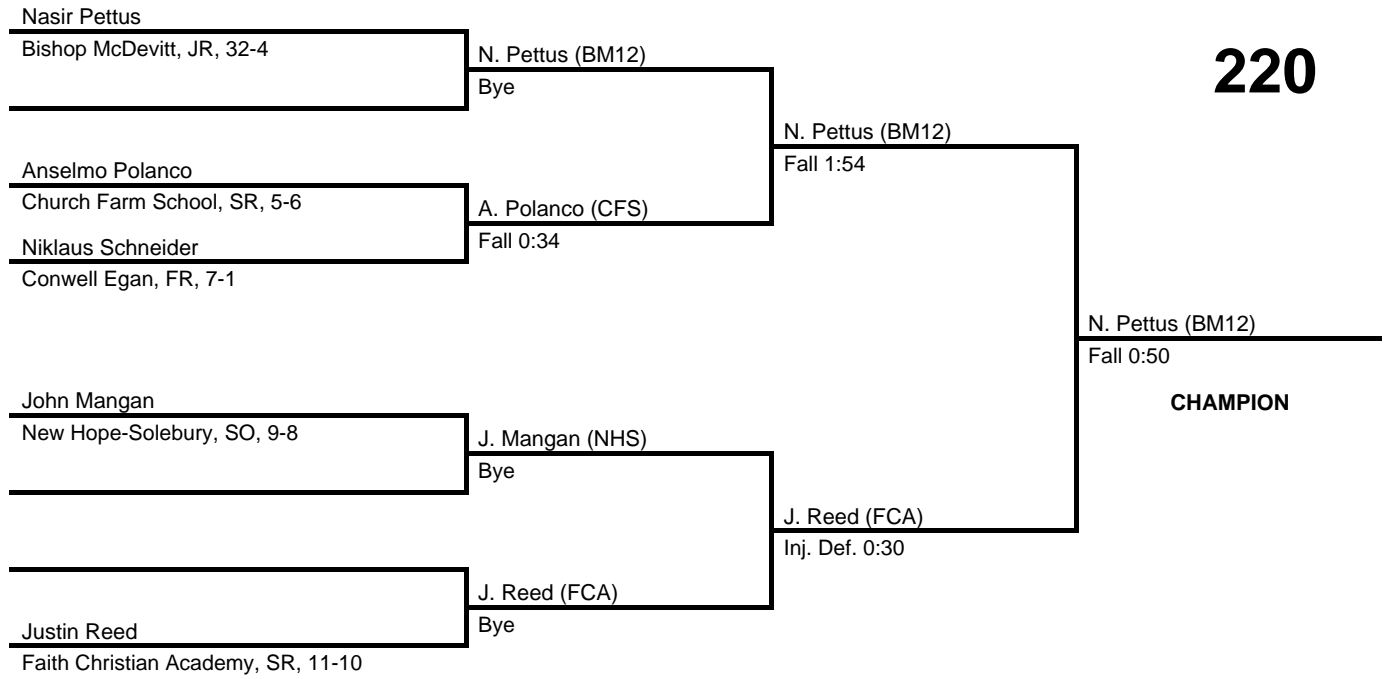 Nasir Pettus
Bishop McDevitt, JR, 32-4
N. Pettus (BM12)
Bye
220
N. Pettus (BM12)
Fall 1:54
Anselmo Polanco
Church Farm School, SR, 5-6
A. Polanco (CFS)
Fall 0:34
Niklaus Schneider
Conwell Egan, FR, 7-1
N. Pettus (BM12)
Fall 0:50
CHAMPION
John Mangan
New Hope-Solebury, SO, 9-8
J. Mangan (NHS)
Bye
J. Reed (FCA)
Inj. Def. 0:30
J. Reed (FCA)
Bye
Justin Reed
Faith Christian Academy, SR, 11-10